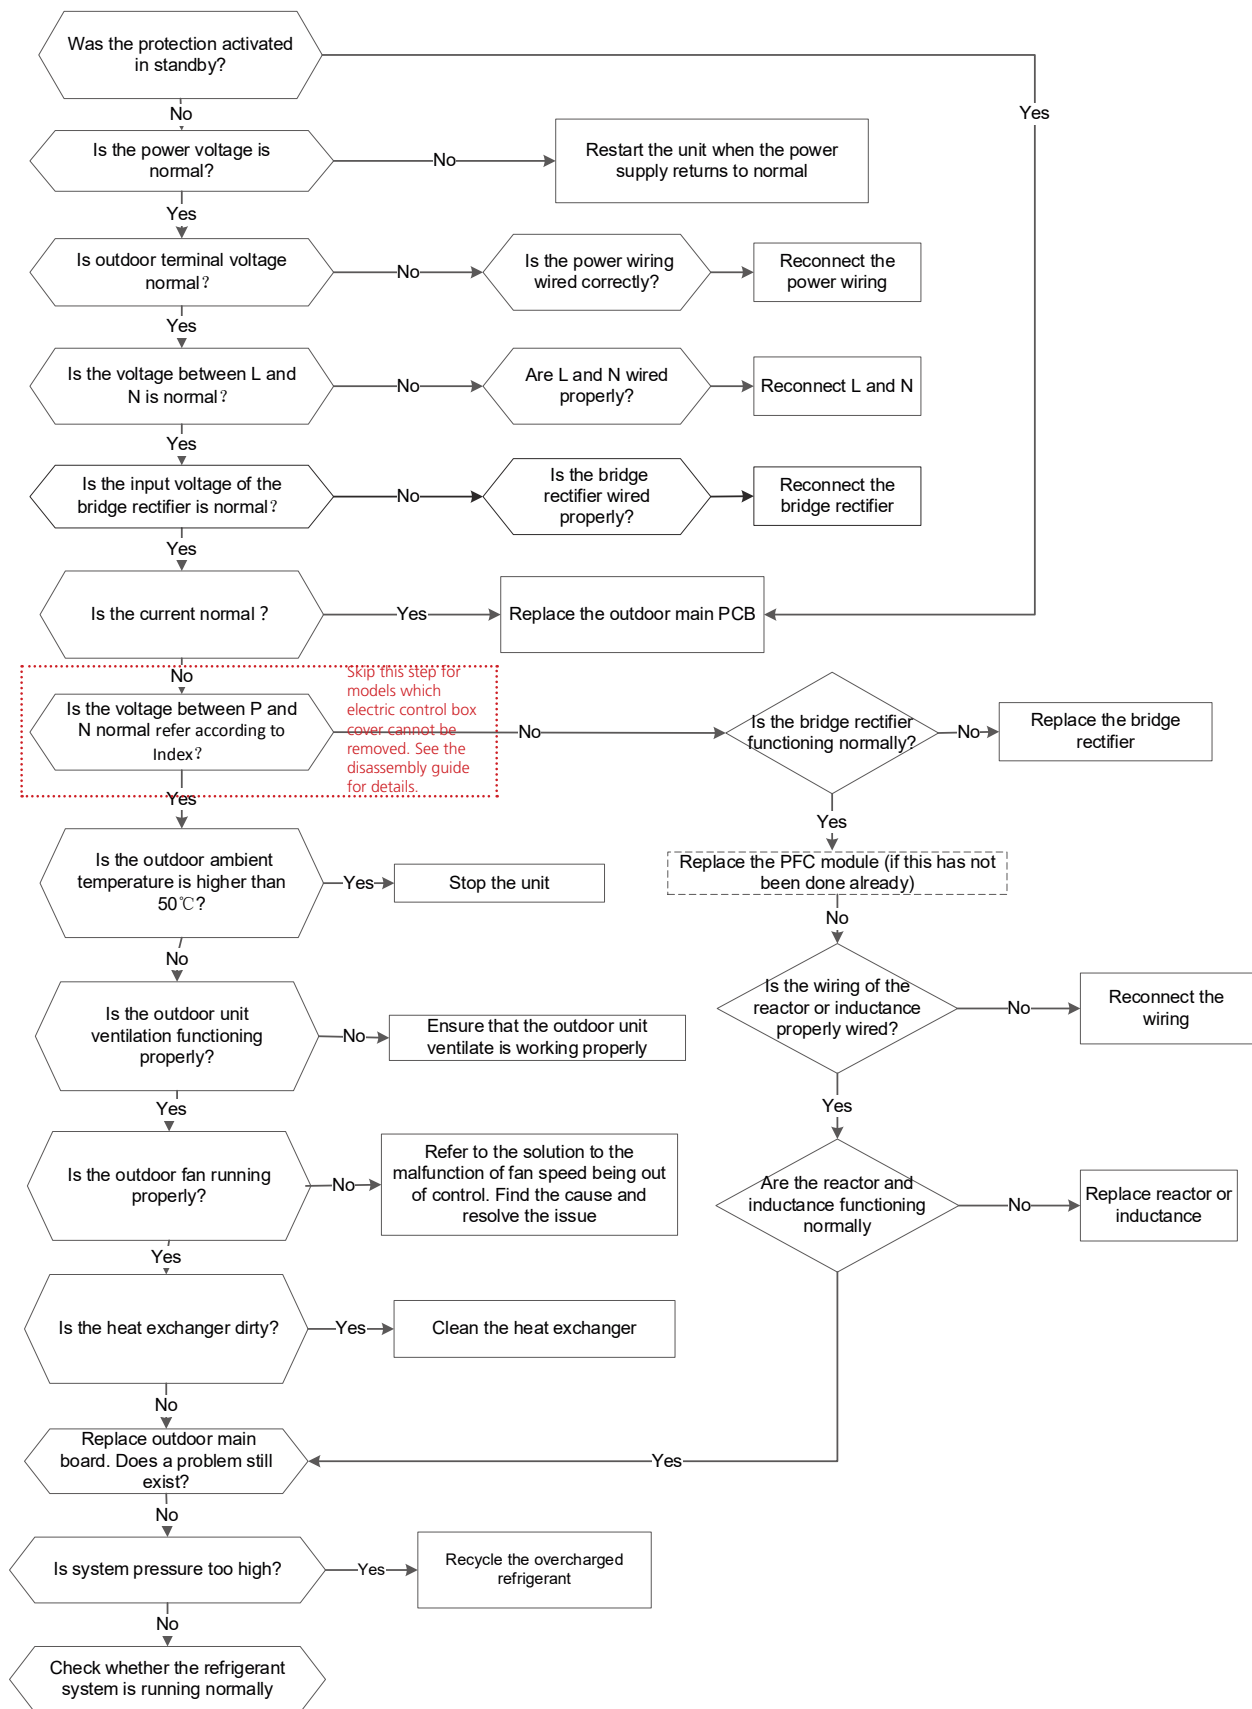 Was the protection activated
in standby?
Yes
No
Is the power voltage is
normal?
No
Restart the unit when the power
supply returns to normal
Yes
Is outdoor terminal voltage
normal?
No
Is the power wiring
wired correctly?
Reconnect the
power wiring
Yes
Is the voltage between L and
N is normal?
No
Are L and N wired
properly?
Reconnect L and N
Yes
Is the input voltage of the
bridge rectifier is normal?
No
Is the bridge
rectifier wired
properly?
Reconnect the
bridge rectifier
Yes
Is the current normal ?
Yes
Replace the outdoor main PCB
No
Is the voltage between P and
N normal refer according to
Index?
Skip this step for
models which
electric control box
cover cannot be
removed. See the
disassembly guide
for details.
No
Is the bridge rectifier
functioning normally?
No
Replace the bridge
rectifier
Yes
Yes
Is the outdoor ambient
temperature is higher than
50℃?
Yes
Stop the unit
Replace the PFC module (if this has not
been done already)
No
No
Is the outdoor unit
ventilation functioning
properly?
No
Ensure that the outdoor unit
ventilate is working properly
Is the wiring of the
reactor or inductance
properly wired?
No
Reconnect the
wiring
Yes
Yes
Is the outdoor fan running
properly?
No
Refer to the solution to the
malfunction of fan speed being out
of control. Find the cause and
resolve the issue
Are the reactor and
inductance functioning
normally
No
Replace reactor or
inductance
Yes
Is the heat exchanger dirty?
Yes
Clean the heat exchanger
No
Replace outdoor main
board. Does a problem still
exist?
Yes
No
Is system pressure too high?
Yes
Recycle the overcharged
refrigerant
No
Check whether the refrigerant
system is running normally